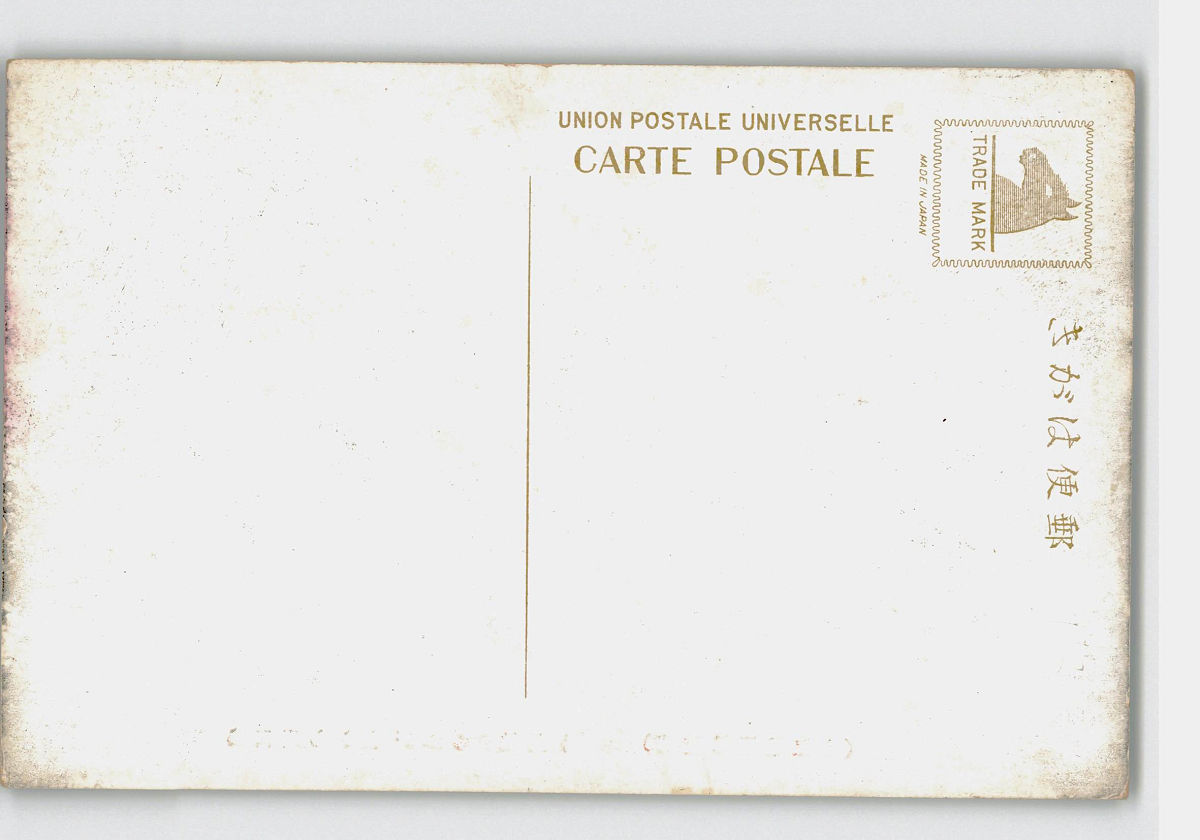 UNION POSTALE UNIVERSELLE
CARTE POSTALE
TRADE MARK
MADE IN JAPAN
郵便はがき